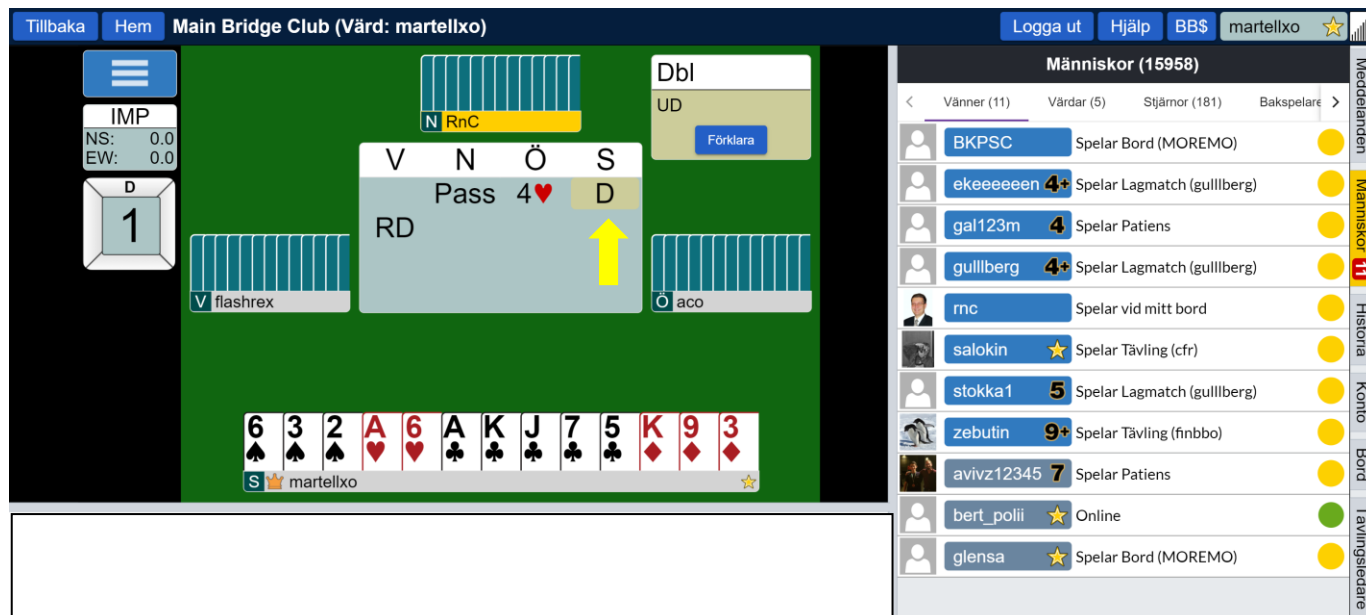 Tillbaka Hem Main Bridge Club (Värd: martellxo) Logga ut Hjälp BB$ martellxo
IMP
NS: 0.0
EW: 0.0
D
1
N RnC
Dbl
UD
Förklara
V N Ö S
Pass 4♥ D
RD
V flashrex
Ö aco
6♠ 3♠ 2♠ A♥ 6♥ A♣ K♣ J♣ 7♣ 5♣ K♦ 9♦ 3♦
S martellxo
Människor (15958)
< Vänner (11) Värdar (5) Stjärnor (181) Bakspelare >
BKPSC Spelar Bord (MOREMO)
ekeeeeeen 4+ Spelar Lagmatch (gulllberg)
gal123m 4 Spelar Patiens
gulllberg 4+ Spelar Lagmatch (gulllberg)
rnc Spelar vid mitt bord
salokin Spelar Tävling (cfr)
stokka1 5 Spelar Lagmatch (gulllberg)
zebutin 9+ Spelar Tävling (finbbo)
avivz12345 7 Spelar Patiens
bert_polii Online
glensa Spelar Bord (MOREMO)
Meddelanden
Människor 11
Historia
Konto
Bord
Tävlingsledare